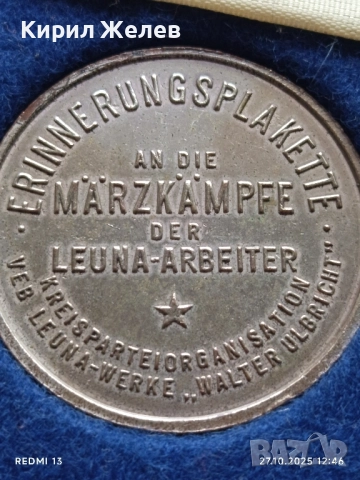 Кирил Желев
· ERINNERUNGSPLAKETTE ·
AN DIE
MÄRZKÄMPFE
DER
LEUNA-ARBEITER
KREISPARTEIORGANISATION
VEB LEUNA-WERKE „WALTER ULBRICHT"
REDMI 13
27.10.2025 12:46
bazar